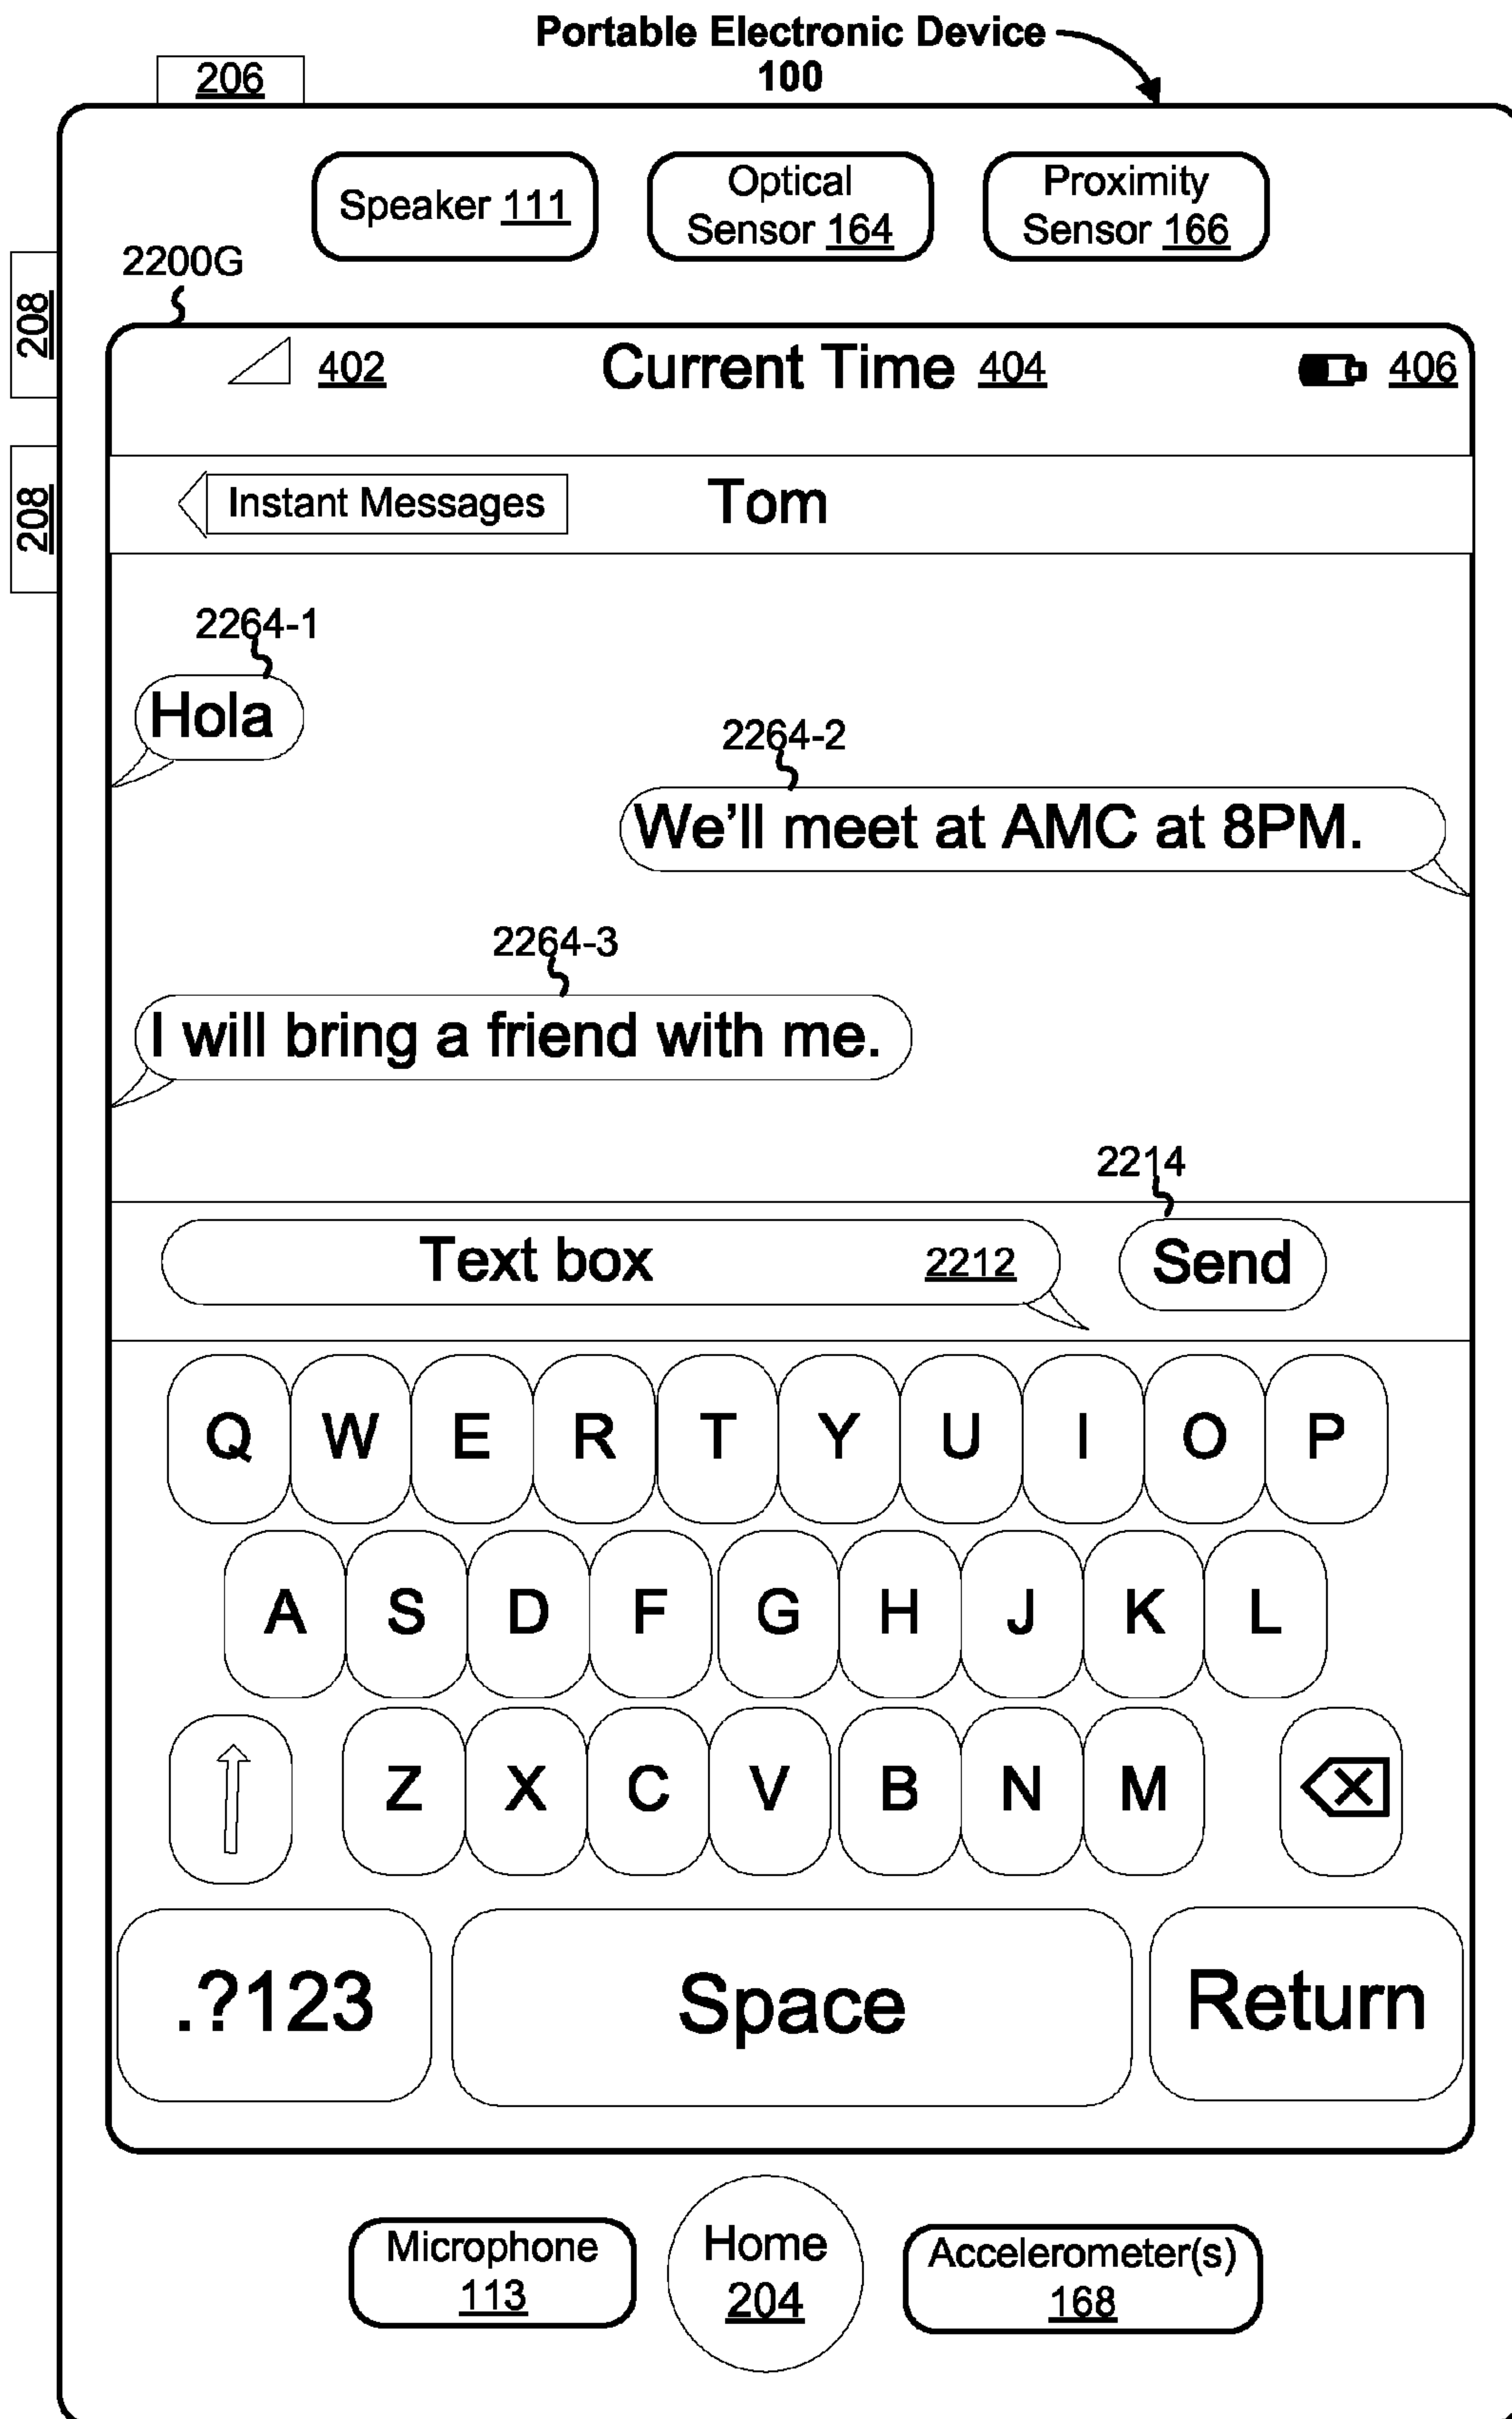 Portable Electronic Device
100
206
Speaker 111
Optical
Sensor 164
Proximity
Sensor 166
2200G
208
208
402 Current Time 404 406
Instant Messages Tom
2264-1
Hola
2264-2
We'll meet at AMC at 8PM.
2264-3
I will bring a friend with me.
2214
Text box 2212 Send
Q W E R T Y U I O P
A S D F G H J K L
Z X C V B N M
.?123 Space Return
Microphone
113
Home
204
Accelerometer(s)
168